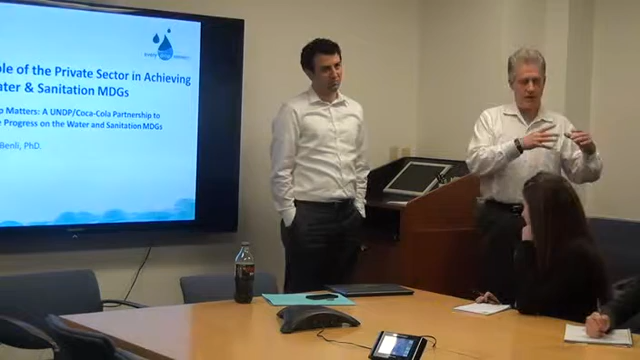 le of the Private Sector in Achieving
ater & Sanitation MDGs
p Matters: A UNDP/Coca-Cola Partnership to
e Progress on the Water and Sanitation MDGs
Benli, PhD.